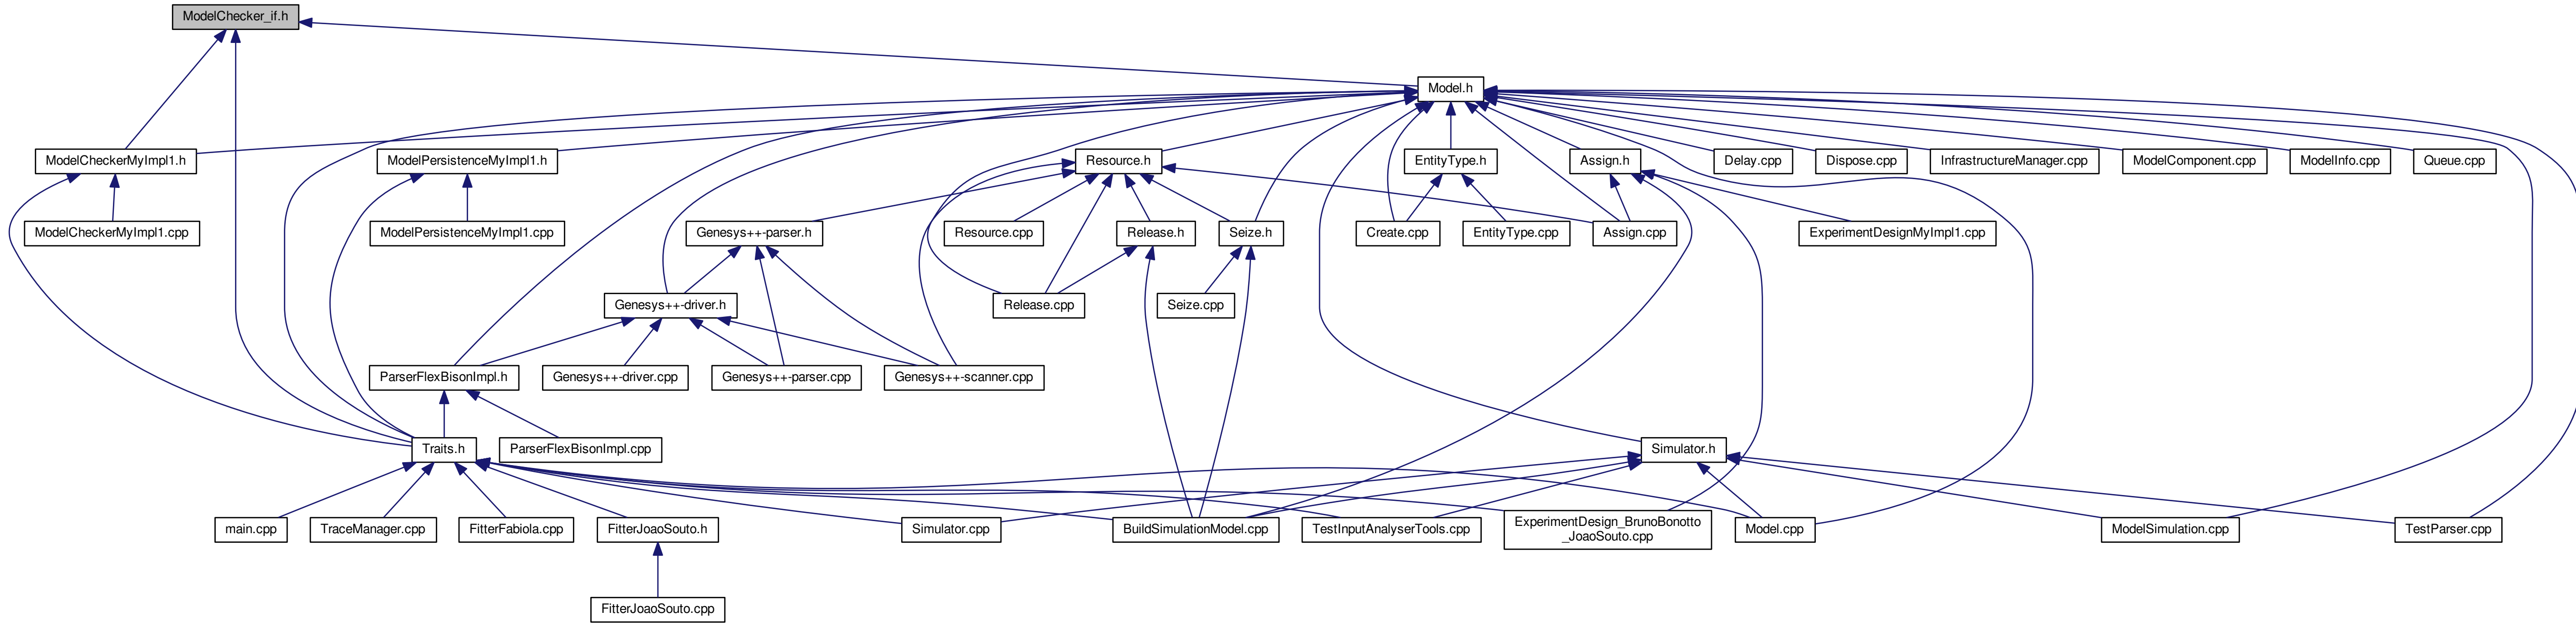 ModelChecker_if.h
Model.h
ModelCheckerMyImpl1.h
ModelPersistenceMyImpl1.h
Resource.h
EntityType.h
Assign.h
Delay.cpp
Dispose.cpp
InfrastructureManager.cpp
ModelComponent.cpp
ModelInfo.cpp
Queue.cpp
ModelCheckerMyImpl1.cpp
ModelPersistenceMyImpl1.cpp
Genesys++-parser.h
Resource.cpp
Release.h
Seize.h
Create.cpp
EntityType.cpp
Assign.cpp
ExperimentDesignMyImpl1.cpp
Genesys++-driver.h
Release.cpp
Seize.cpp
ParserFlexBisonImpl.h
Genesys++-driver.cpp
Genesys++-parser.cpp
Genesys++-scanner.cpp
Traits.h
ParserFlexBisonImpl.cpp
Simulator.h
main.cpp
TraceManager.cpp
FitterFabiola.cpp
FitterJoaoSouto.h
Simulator.cpp
BuildSimulationModel.cpp
TestInputAnalyserTools.cpp
ExperimentDesign_BrunoBonotto
_JoaoSouto.cpp
Model.cpp
ModelSimulation.cpp
TestParser.cpp
FitterJoaoSouto.cpp